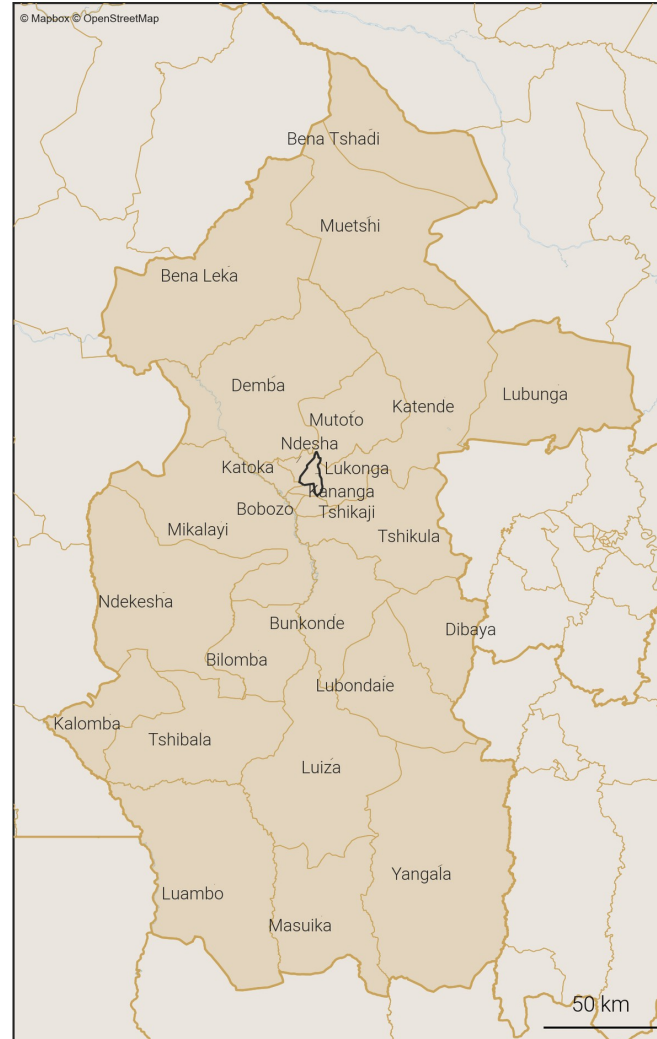 © Mapbox © OpenStreetMap
Bena Tshadi
Muetshi
Bena Leka
Demba
Katende
Lubunga
Mutoto
Ndesha
Katoka
Lukonga
Kananga
Bobozo
Tshikaji
Mikalayi
Tshikula
Ndekesha
Bunkonde
Dibaya
Bilomba
Lubondaie
Kalomba
Tshibala
Luiza
Yangala
Luambo
Masuika
50 km